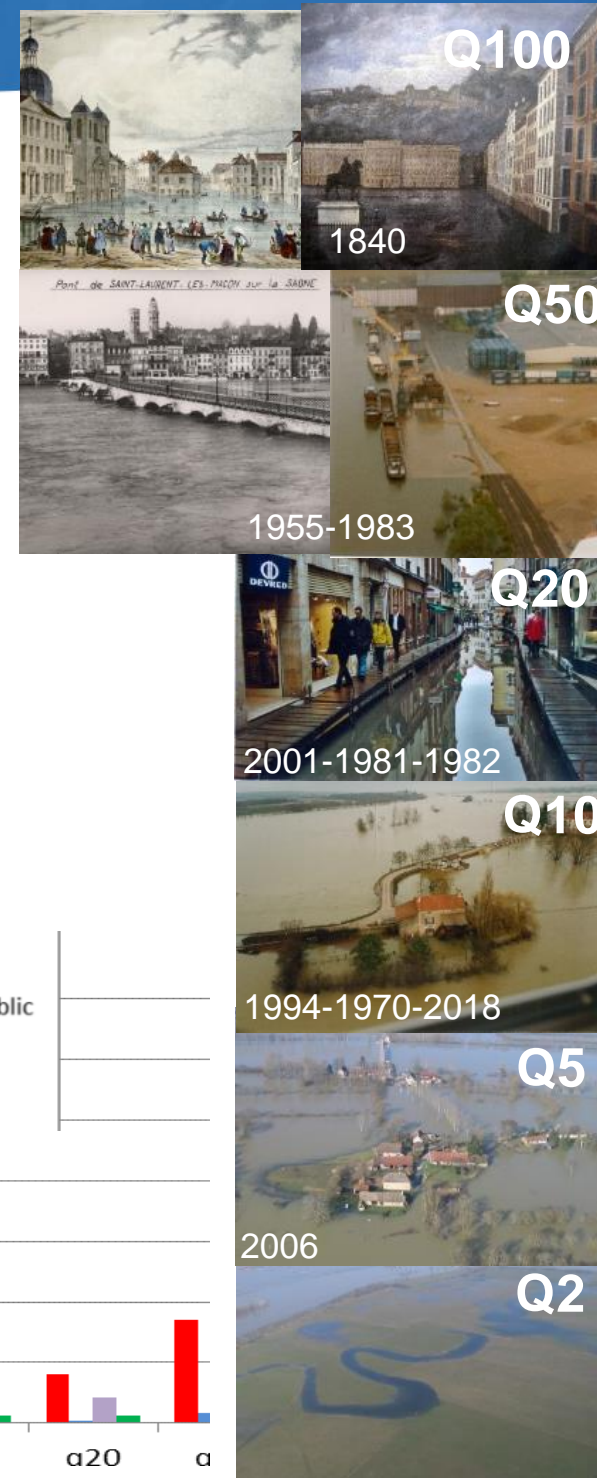 Q100
1840
Pont de SAINT-LAURENT-LES-MACON sur la SAONE
Q50
1955-1983
DEVRED
Q20
2001-1981-1982
Q10
1994-1970-2018
blic
Q5
2006
Q2
q20
q